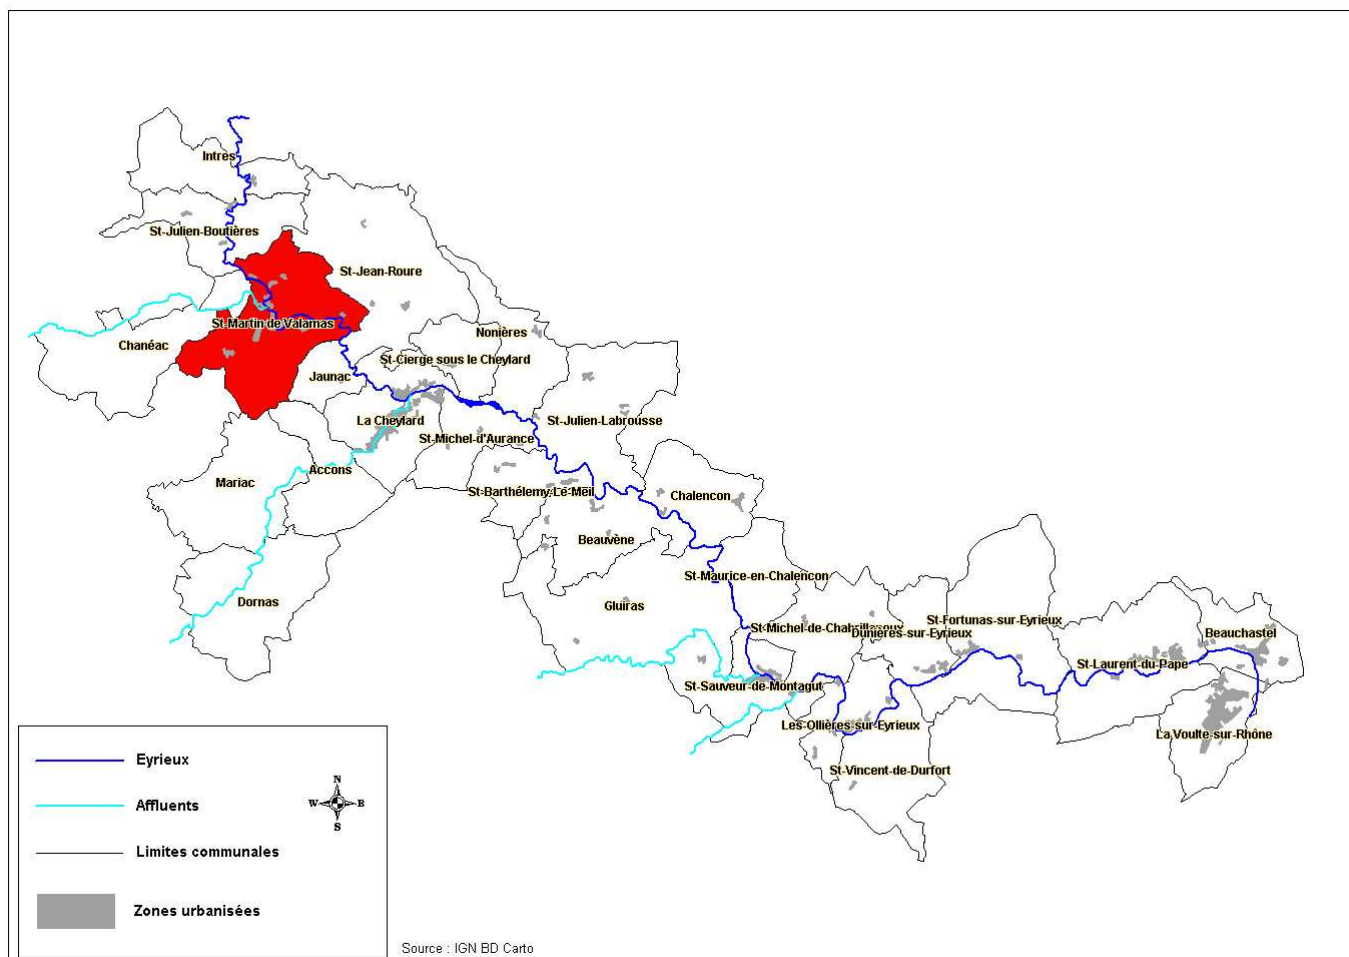 Intres
St-Julien-Boutières
St-Jean-Roure
St-Martin de Valamas
Chanéac
Nonières
St-Cierge sous le Cheylard
Jaunac
La Cheylard
St-Julien-Labrousse
St-Michel-d'Aurance
Accons
Mariac
St-Barthélemy-Le-Meil
Chalencon
Beauvène
St-Maurice-en-Chalencon
Dornas
Gluiras
St-Fortunas-sur-Eyrieux
Dunières-sur-Eyrieux
Beauchastel
St-Laurent-du-Pape
St-Sauveur-de-Montagut
Les-Ollières-sur-Eyrieux
La Voulte-sur-Rhône
St-Vincent-de-Durfort
Eyrieux
Affluents
Limites communales
Zones urbanisées
N
W E
S
Source : IGN BD Carto